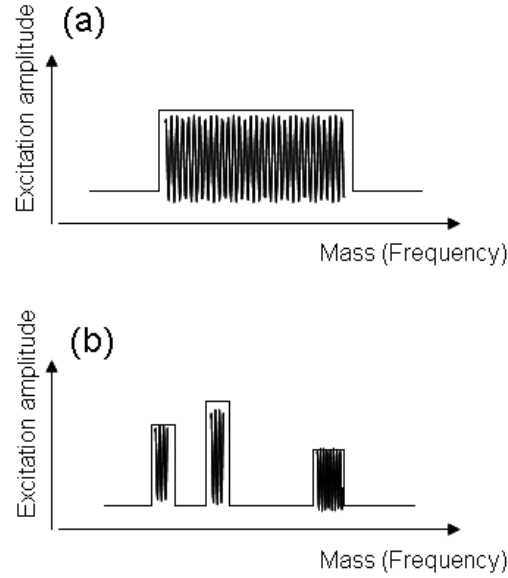 (a)
Excitation amplitude
Mass (Frequency)
(b)
Excitation amplitude
Mass (Frequency)